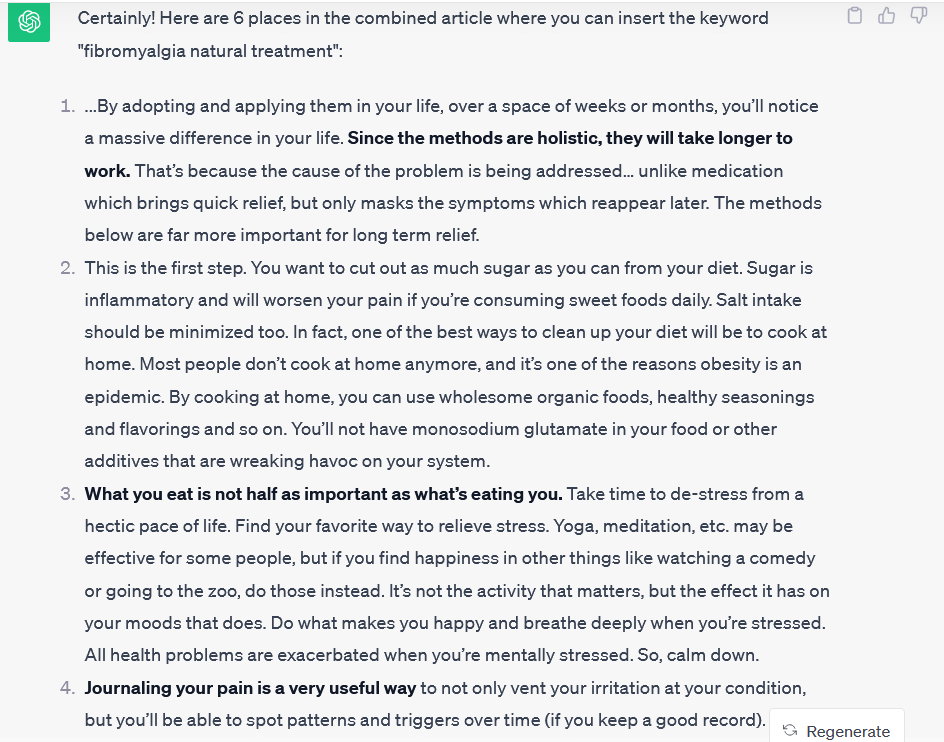 Certainly! Here are 6 places in the combined article where you can insert the keyword
"fibromyalgia natural treatment":
1. ...By adopting and applying them in your life, over a space of weeks or months, you'll notice
a massive difference in your life. Since the methods are holistic, they will take longer to
work. That's because the cause of the problem is being addressed... unlike medication
which brings quick relief, but only masks the symptoms which reappear later. The methods
below are far more important for long term relief.
2. This is the first step. You want to cut out as much sugar as you can from your diet. Sugar is
inflammatory and will worsen your pain if you're consuming sweet foods daily. Salt intake
should be minimized too. In fact, one of the best ways to clean up your diet will be to cook at
home. Most people don't cook at home anymore, and it's one of the reasons obesity is an
epidemic. By cooking at home, you can use wholesome organic foods, healthy seasonings
and flavorings and so on. You'll not have monosodium glutamate in your food or other
additives that are wreaking havoc on your system.
3. What you eat is not half as important as what's eating you. Take time to de-stress from a
hectic pace of life. Find your favorite way to relieve stress. Yoga, meditation, etc. may be
effective for some people, but if you find happiness in other things like watching a comedy
or going to the zoo, do those instead. It's not the activity that matters, but the effect it has on
your moods that does. Do what makes you happy and breathe deeply when you're stressed.
All health problems are exacerbated when you're mentally stressed. So, calm down.
4. Journaling your pain is a very useful way to not only vent your irritation at your condition,
but you'll be able to spot patterns and triggers over time (if you keep a good record).
Regenerate